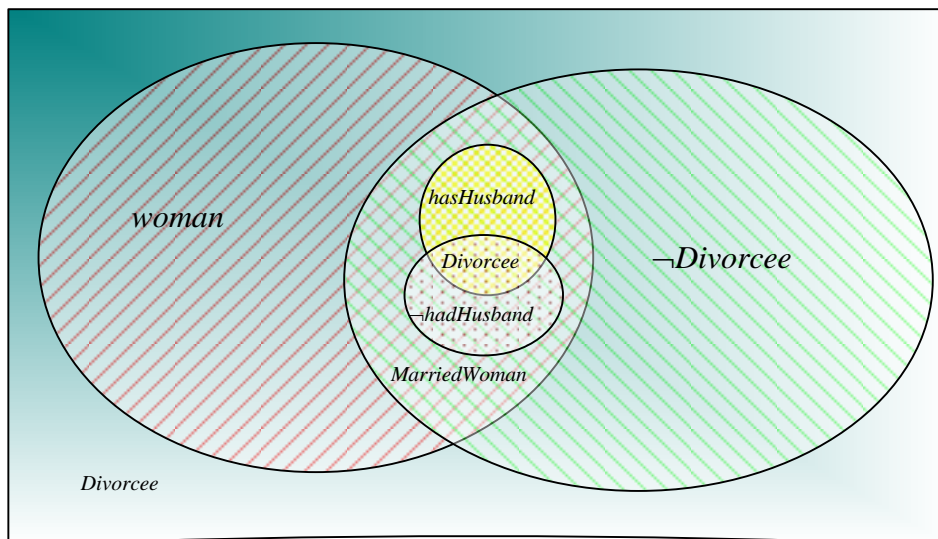 woman
hasHusband
Divorcee
¬Divorcee
¬hadHusband
MarriedWoman
Divorcee